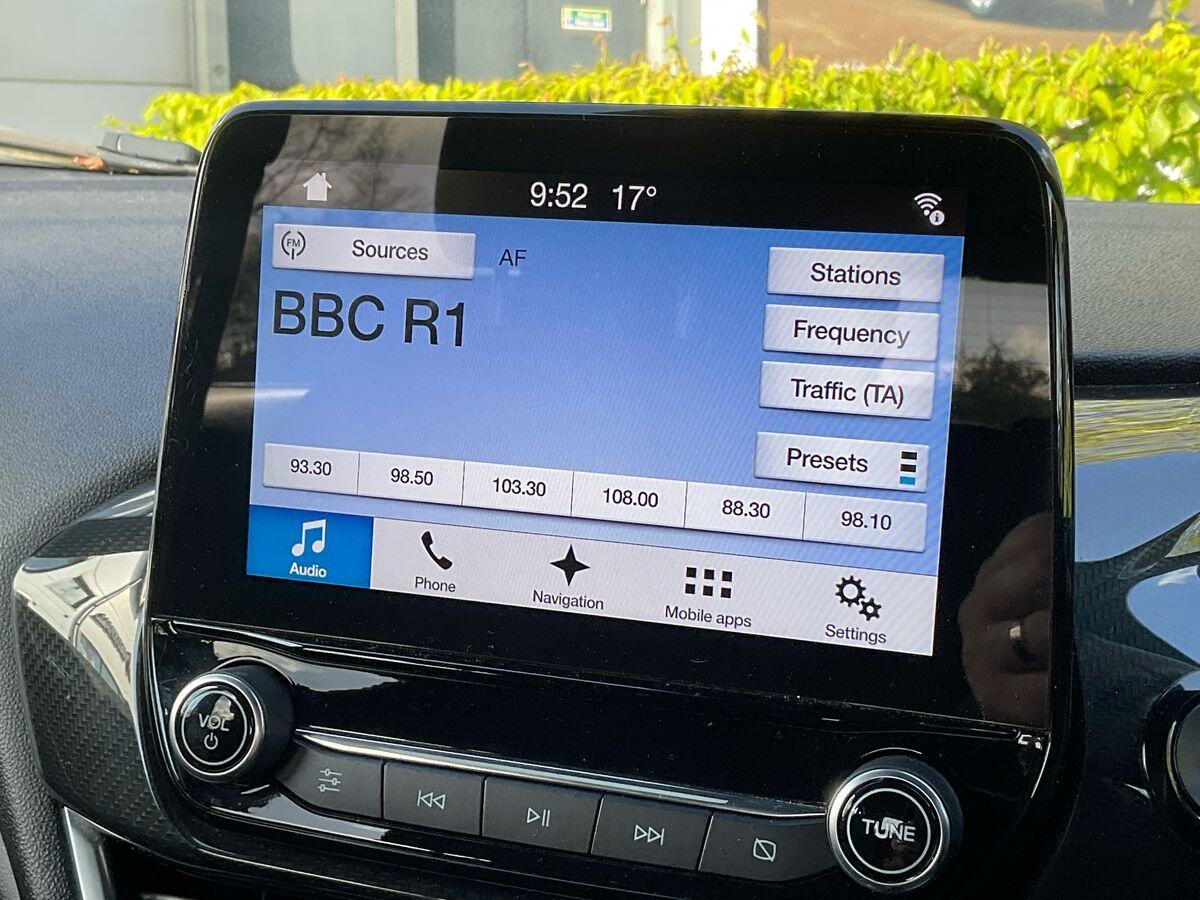 9:52 17°
FM
Sources
AF
Stations
BBC R1
Frequency
Traffic (TA)
Presets
93.30
98.50
103.30
108.00
88.30
98.10
Audio
Phone
Navigation
Mobile apps
Settings
VOL
TUNE